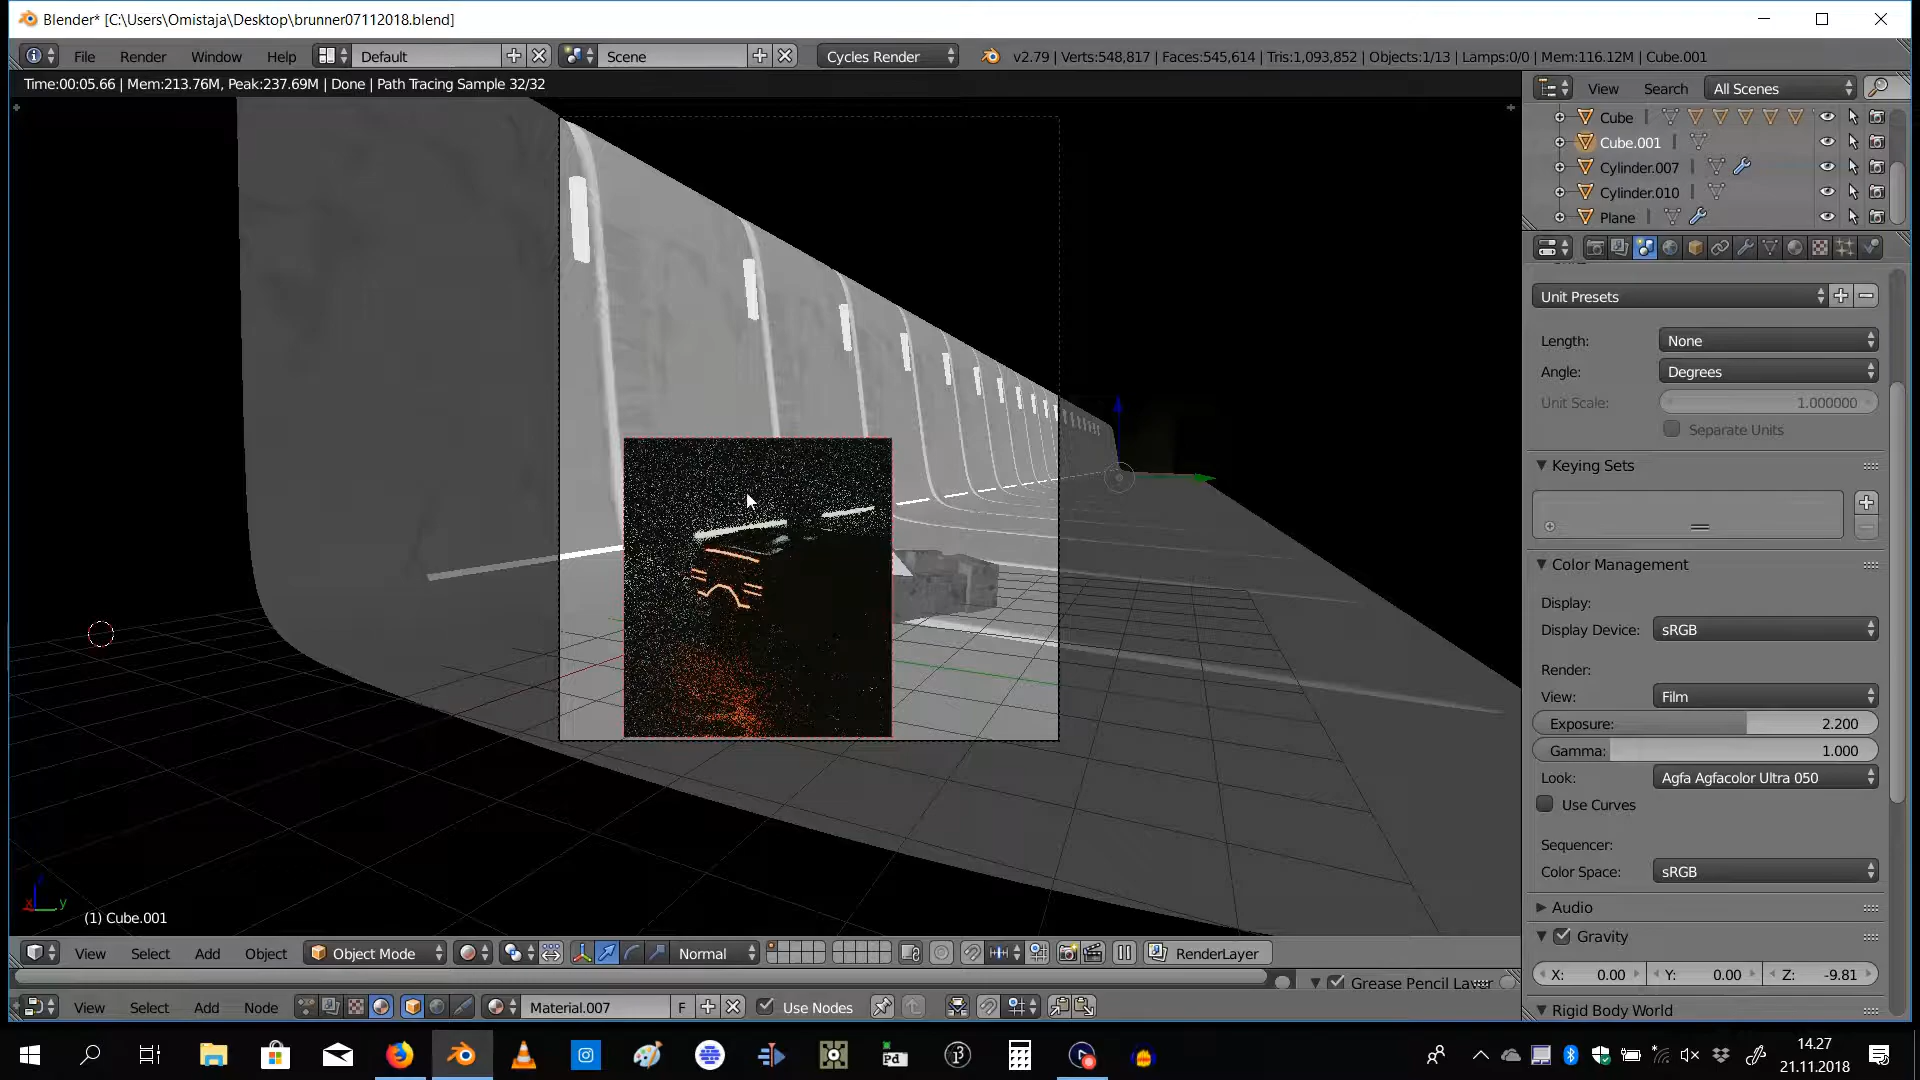 Blender* [C:\Users\Omistaja\Desktop\brunner07112018.blend]
File Render Window Help Default Scene Cycles Render v2.79 | Verts:548,817 | Faces:545,614 | Tris:1,093,852 | Objects:1/13 | Lamps:0/0 | Mem:116.12M | Cube.001
Time:00:05.66 | Mem:213.76M, Peak:237.69M | Done | Path Tracing Sample 32/32
View Search All Scenes
Cube
Cube.001
Cylinder.007
Cylinder.010
Plane
Unit Presets
Length: None
Angle: Degrees
Unit Scale: 1.000000
Separate Units
Keying Sets
Color Management
Display:
Display Device: sRGB
Render:
View: Film
Exposure: 2.200
Gamma: 1.000
Look: Agfa Agfacolor Ultra 050
Use Curves
Sequencer:
Color Space: sRGB
Audio
Gravity
X: 0.00 Y: 0.00 Z: -9.81
Rigid Body World
x y
(1) Cube.001
View Select Add Object Object Mode Normal RenderLayer
Grease Pencil Layer
View Select Add Node Material.007 F Use Nodes
Pd
14.27
21.11.2018